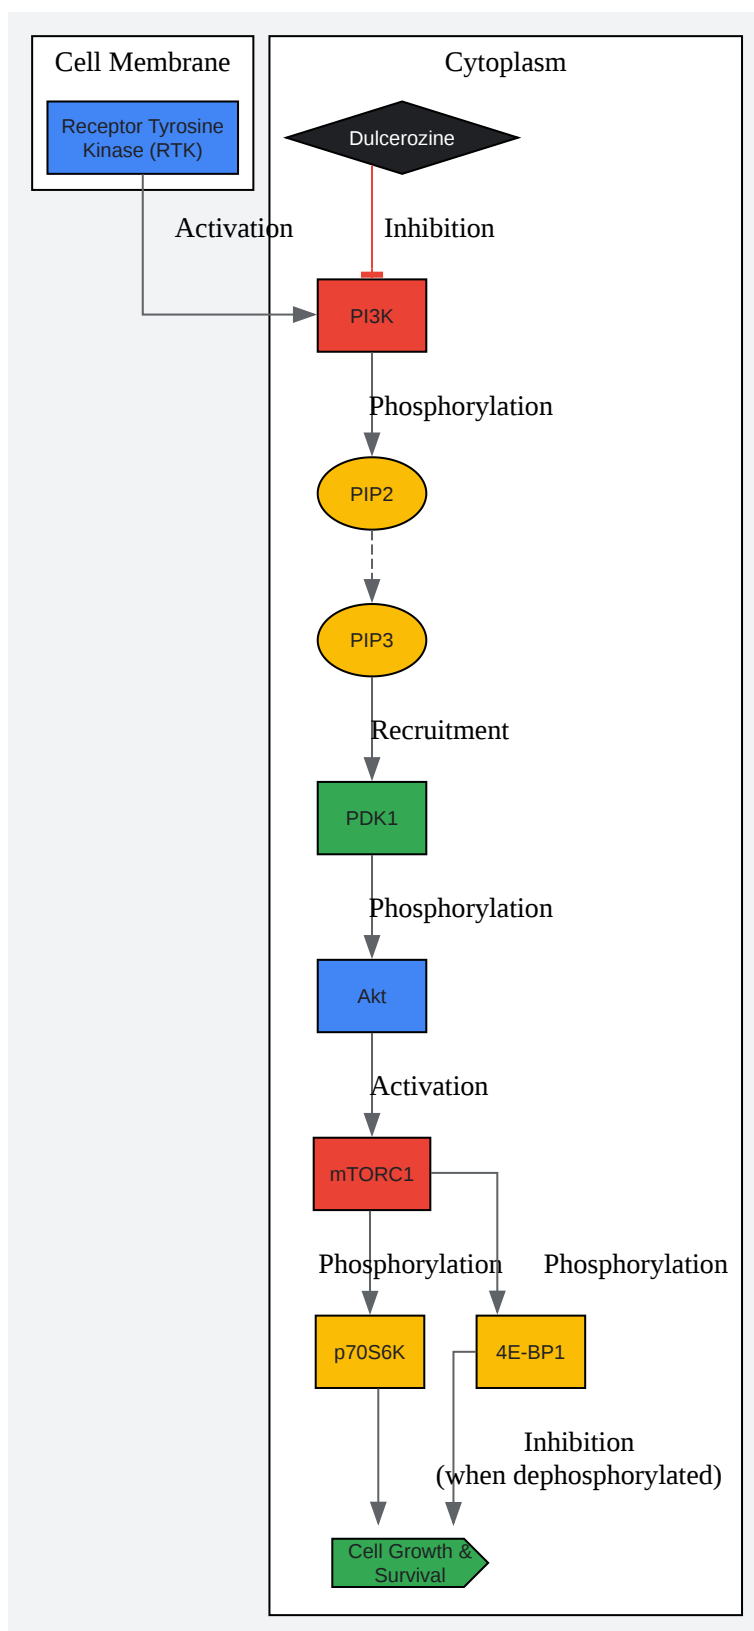 Cell Membrane
Cytoplasm
Receptor Tyrosine
Kinase (RTK)
Dulcerozine
Activation
Inhibition
PI3K
Phosphorylation
PIP2
PIP3
Recruitment
PDK1
Phosphorylation
Akt
Activation
mTORC1
Phosphorylation
Phosphorylation
p70S6K
4E-BP1
Inhibition
(when dephosphorylated)
Cell Growth &
Survival